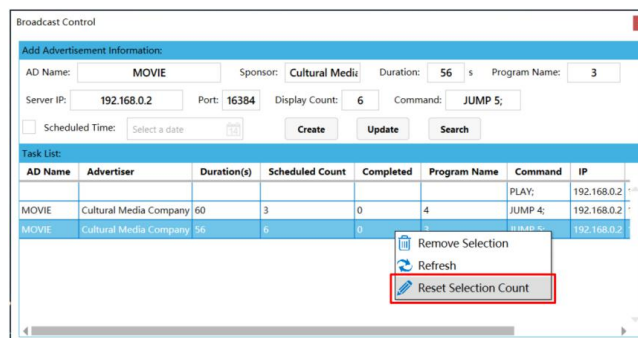 Broadcast Control
Add Advertisement Information:
AD Name: MOVIE Sponsor: Cultural Media Duration: 56 s Program Name: 3
Server IP: 192.168.0.2 Port: 16384 Display Count: 6 Command: JUMP 5;
Scheduled Time: Select a date Create Update Search
Task List:
AD Name Advertiser Duration(s) Scheduled Count Completed Program Name Command IP
PLAY; 192.168.0.2
MOVIE Cultural Media Company 60 3 0 4 JUMP 4; 192.168.0.2
MOVIE Cultural Media Company 56 6 0 3 JUMP 5; 192.168.0.2
Remove Selection
Refresh
Reset Selection Count